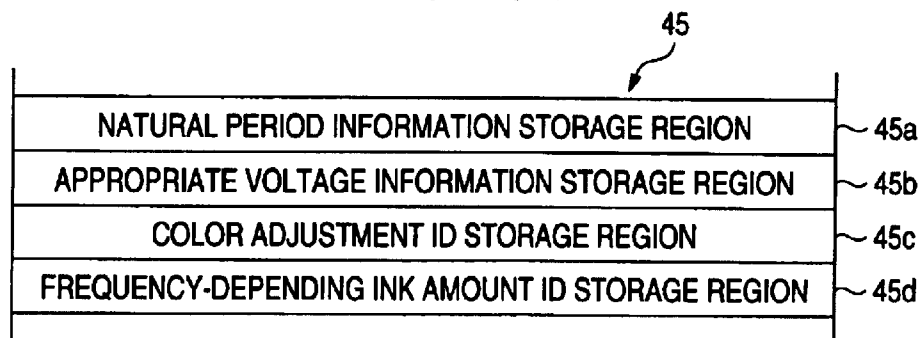 45
NATURAL PERIOD INFORMATION STORAGE REGION 45a
APPROPRIATE VOLTAGE INFORMATION STORAGE REGION 45b
COLOR ADJUSTMENT ID STORAGE REGION 45c
FREQUENCY-DEPENDING INK AMOUNT ID STORAGE REGION 45d